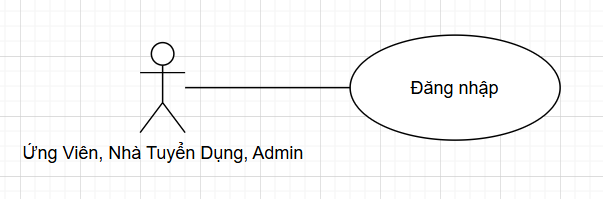 Đăng nhập
Ứng Viên, Nhà Tuyển Dụng, Admin